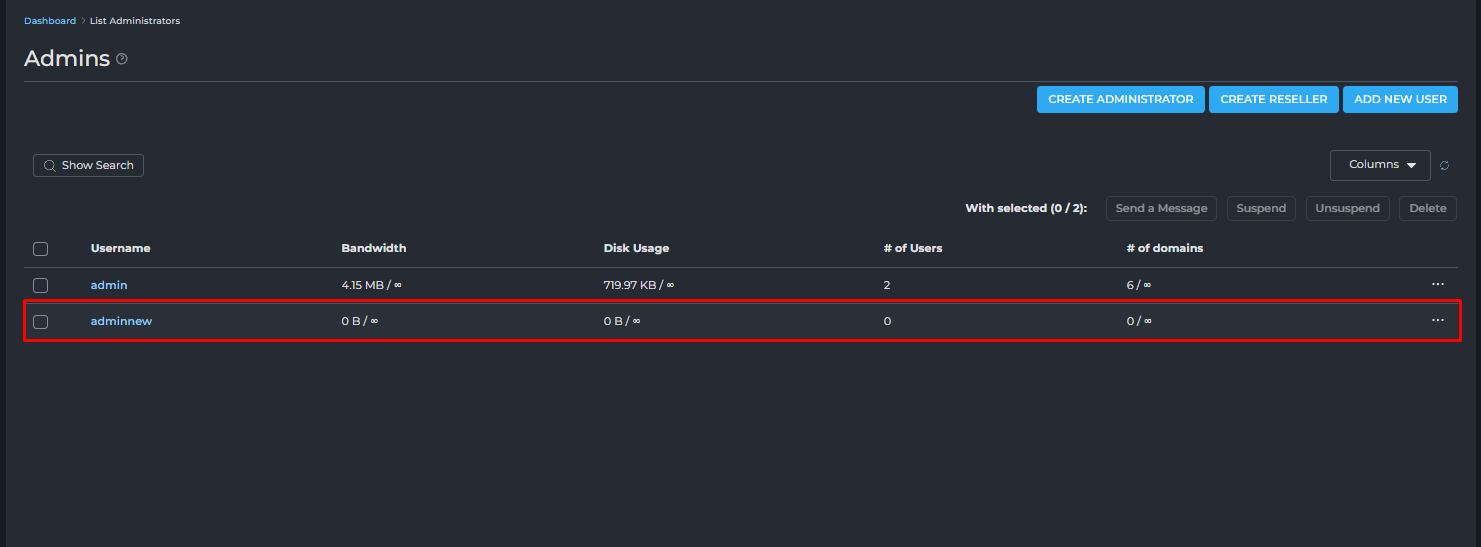 Dashboard > List Administrators
Admins
CREATE ADMINISTRATOR CREATE RESELLER ADD NEW USER
Show Search Columns
With selected (0 / 2): Send a Message Suspend Unsuspend Delete
Username Bandwidth Disk Usage # of Users # of domains
admin 4.15 MB / ∞ 719.97 KB / ∞ 2 6 / ∞ ...
adminnew 0 B / ∞ 0 B / ∞ 0 0 / ∞ ...